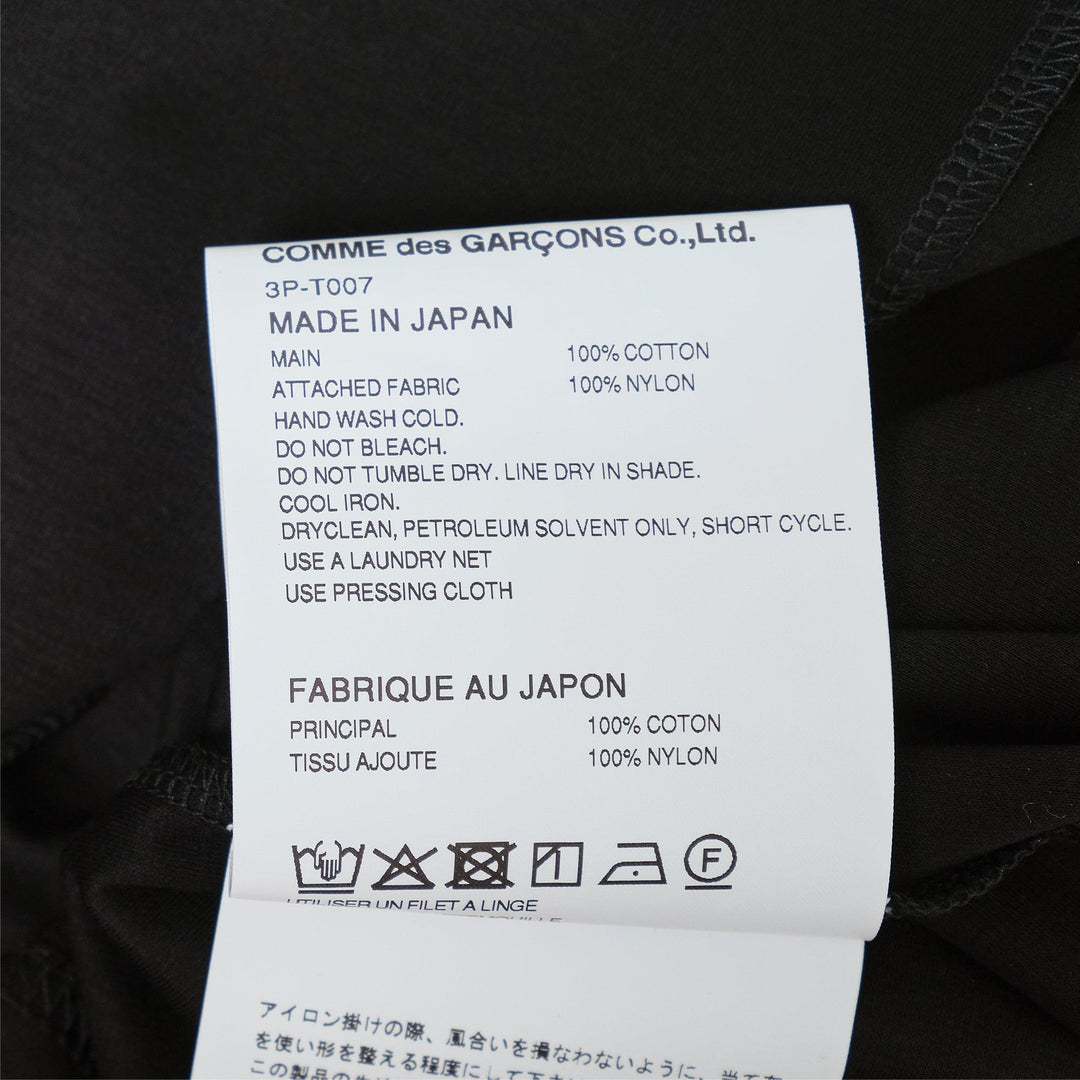 COMME des GARÇONS Co.,Ltd.
3P-T007
MADE IN JAPAN
MAIN 100% COTTON
ATTACHED FABRIC 100% NYLON
HAND WASH COLD.
DO NOT BLEACH.
DO NOT TUMBLE DRY. LINE DRY IN SHADE.
COOL IRON.
DRYCLEAN, PETROLEUM SOLVENT ONLY, SHORT CYCLE.
USE A LAUNDRY NET
USE PRESSING CLOTH
FABRIQUE AU JAPON
PRINCIPAL 100% COTON
TISSU AJOUTE 100% NYLON
F
UTILISER UN FILET A LINGE
アイロン掛けの際、風合いを損なわないように、当て布
を使い形を整える程度にして下さい
この製品の